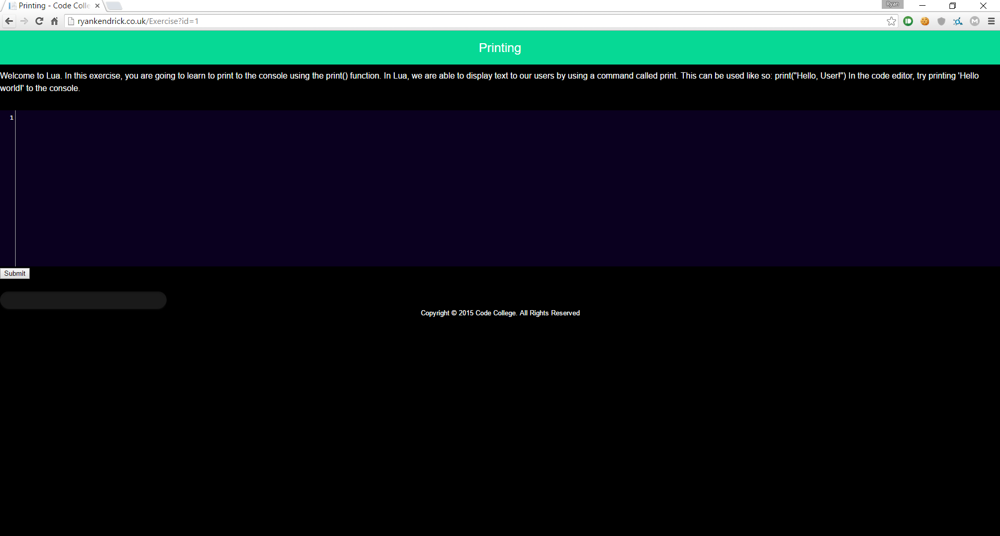 Printing - Code Colle
Ryan
ryankendrick.co.uk/Exercise?id=1
Printing
Welcome to Lua. In this exercise, you are going to learn to print to the console using the print() function. In Lua, we are able to display text to our users by using a command called print. This can be used like so: print("Hello, User!") In the code editor, try printing 'Hello
world!' to the console.
1
Submit
Copyright © 2015 Code College. All Rights Reserved